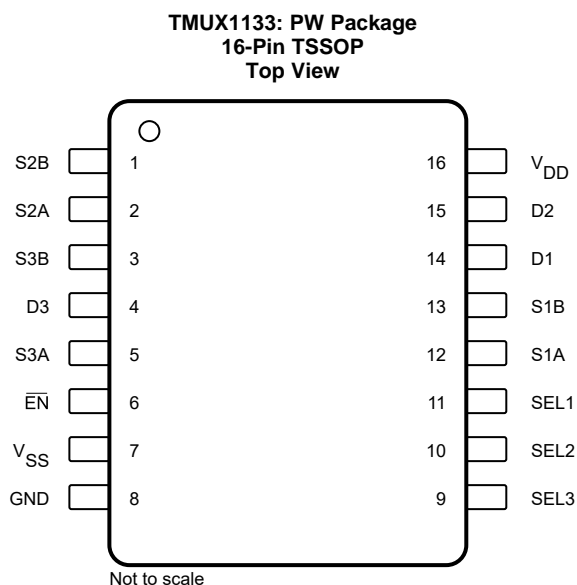 TMUX1133: PW Package
16-Pin TSSOP
Top View
S2B 1 16 VDD
S2A 2 15 D2
S3B 3 14 D1
D3 4 13 S1B
S3A 5 12 S1A
E̅N̅ 6 11 SEL1
VSS 7 10 SEL2
GND 8 9 SEL3
Not to scale